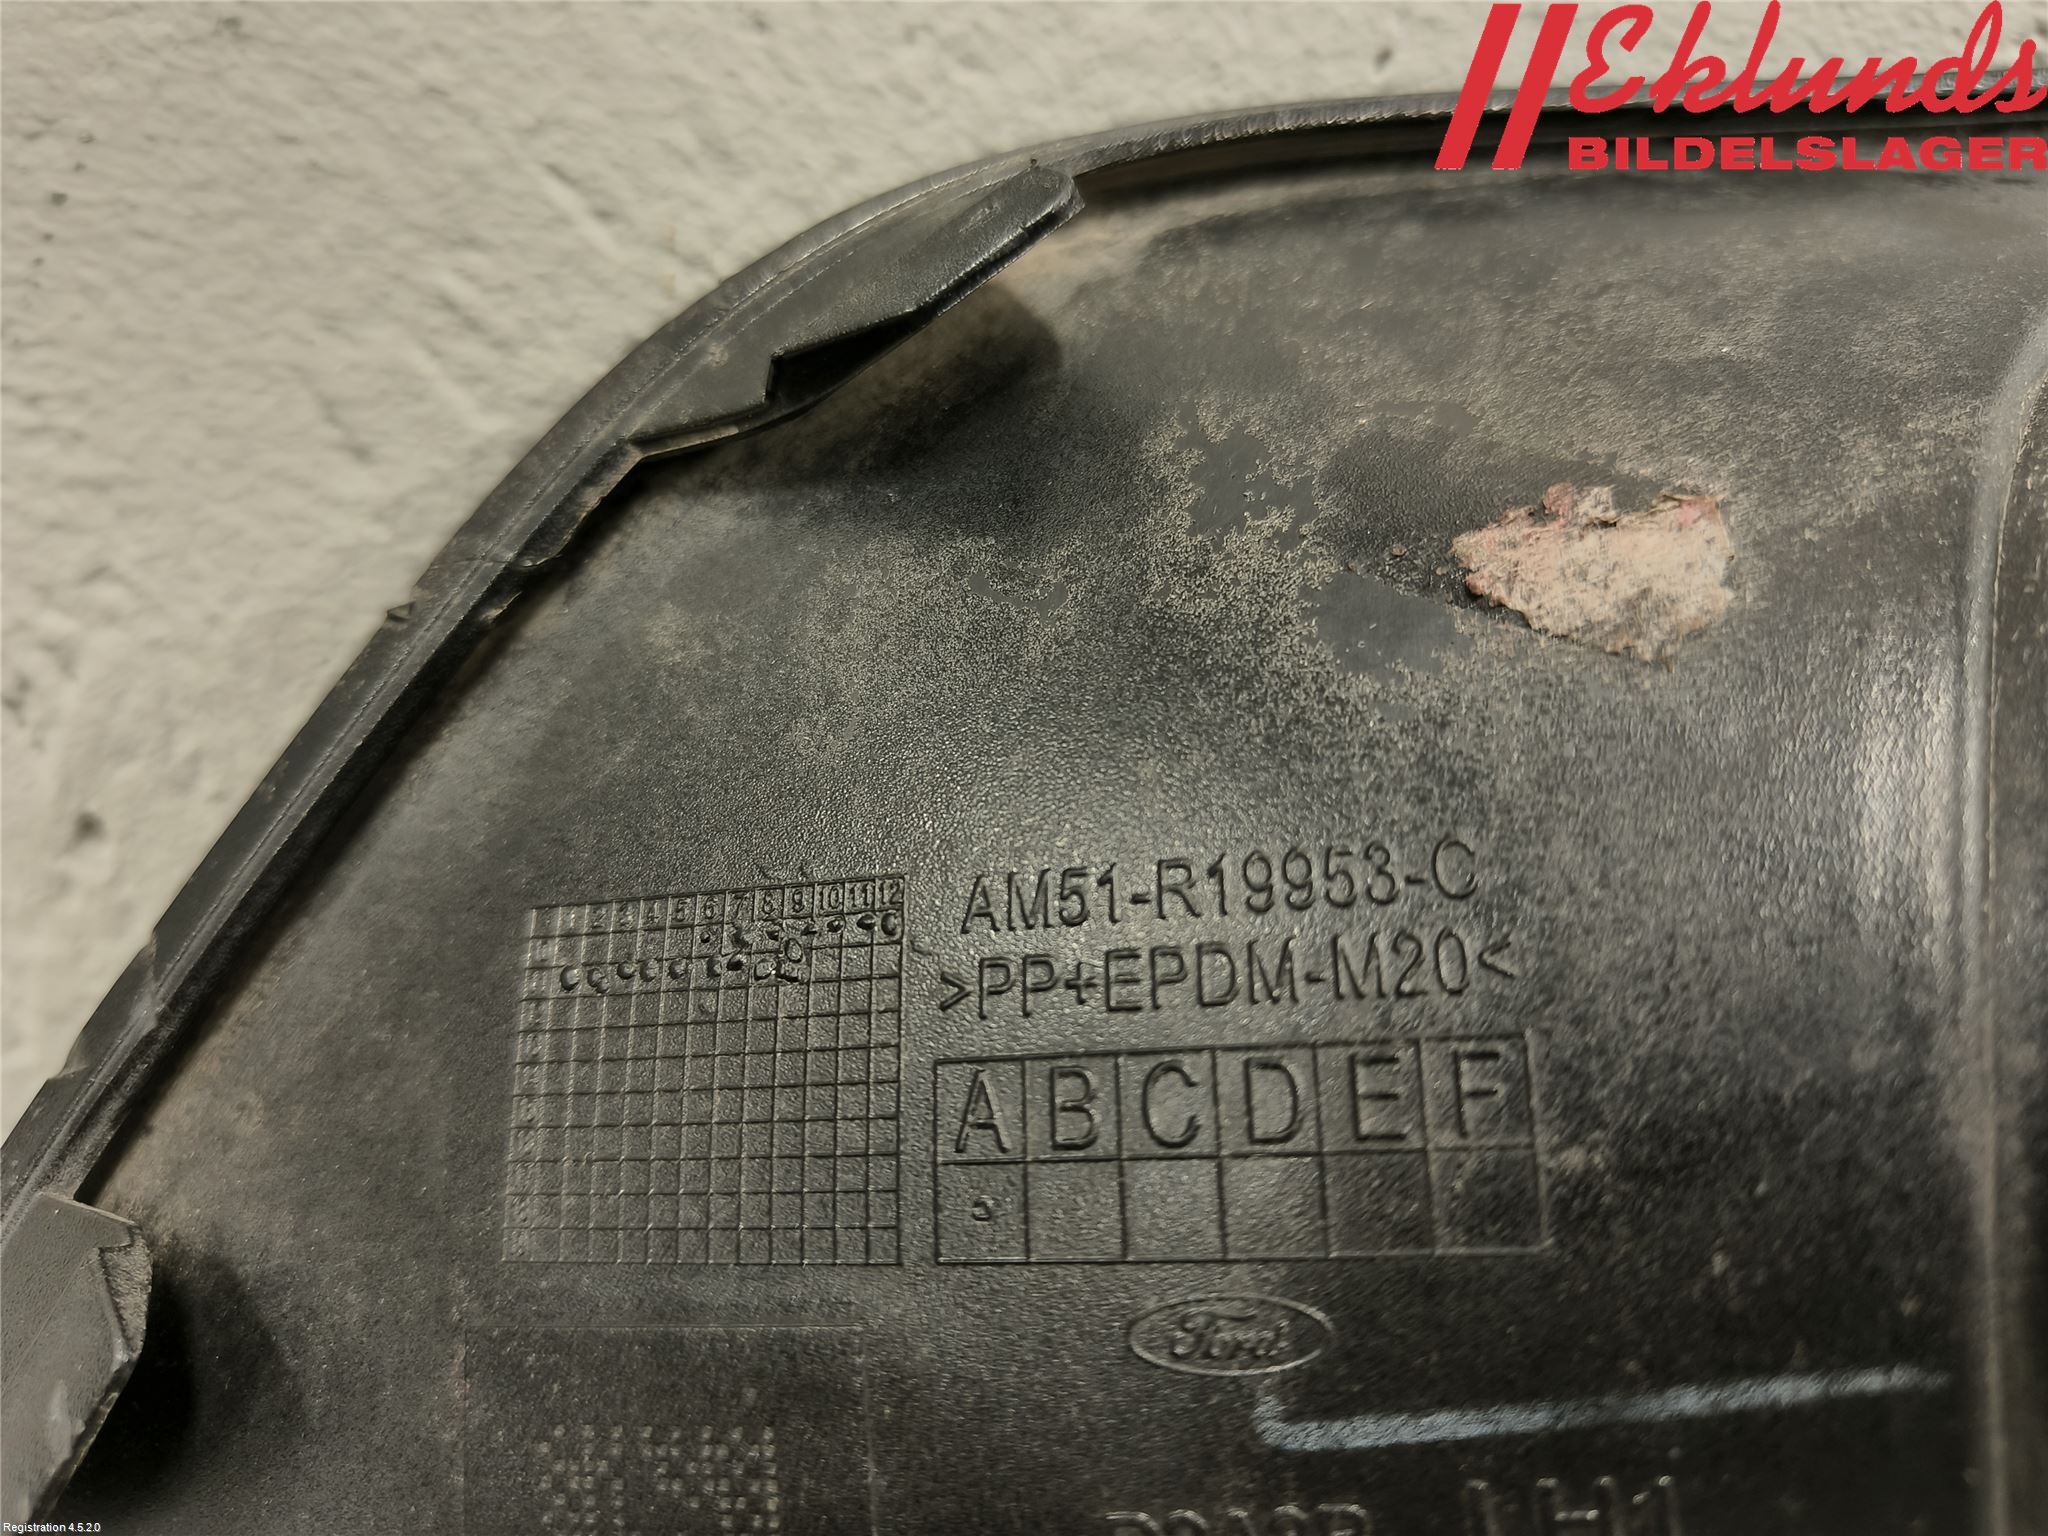 Eklunds
BILDELSLAGER
1 2 3 4 5 6 7 8 9 10 11 12
AM51-R19953-C
>PP+EPDM-M20<
A B C D E F
Ford
Registration 4.5.2.0